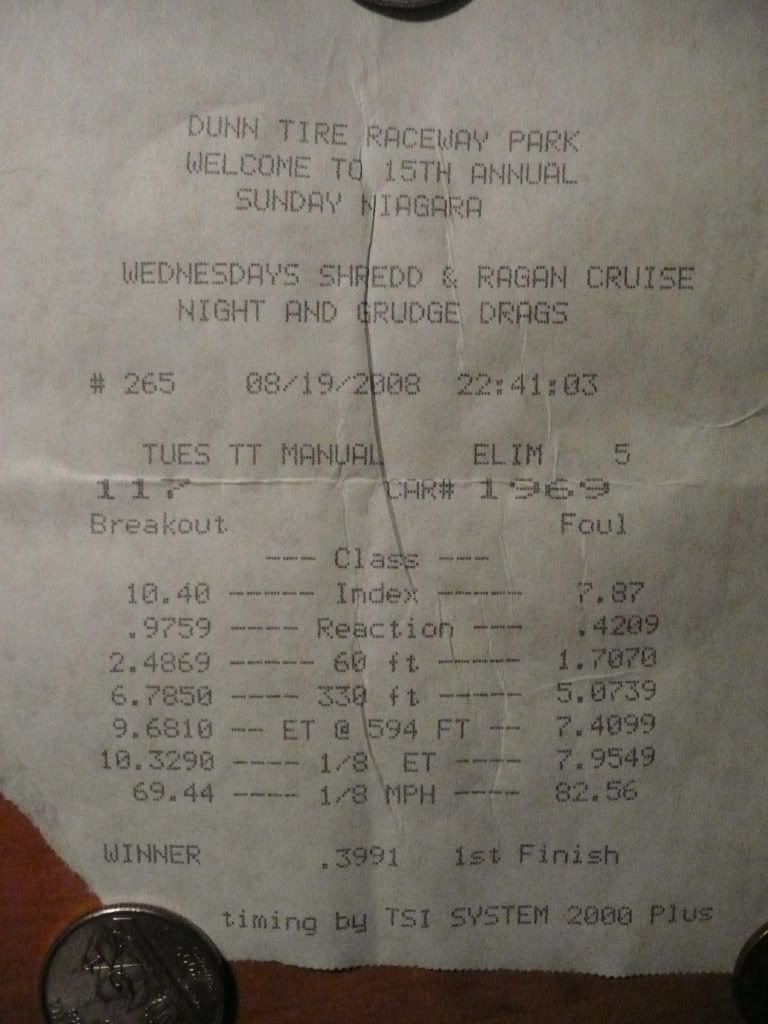 DUNN TIRE RACEWAY PARK
WELCOME TO 15TH ANNUAL
SUNDAY NIAGARA
WEDNESDAYS SHREDD & RAGAN CRUISE
NIGHT AND GRUDGE DRAGS
# 265 08/19/2008 22:41:03
TUES TT MANUAL ELIM 5
117 CAR# 1969
Breakout Foul
--- Class ---
10.40 ----- Index ----- 7.87
.9759 ---- Reaction --- .4209
2.4869 ----- 60 ft ----- 1.7070
6.7850 ---- 330 ft ----- 5.0739
9.6810 -- ET @ 594 FT -- 7.4099
10.3290 ---- 1/8 ET ---- 7.9549
69.44 ---- 1/8 MPH ---- 82.56
WINNER .3991 1st Finish
timing by TSI SYSTEM 2000 Plus